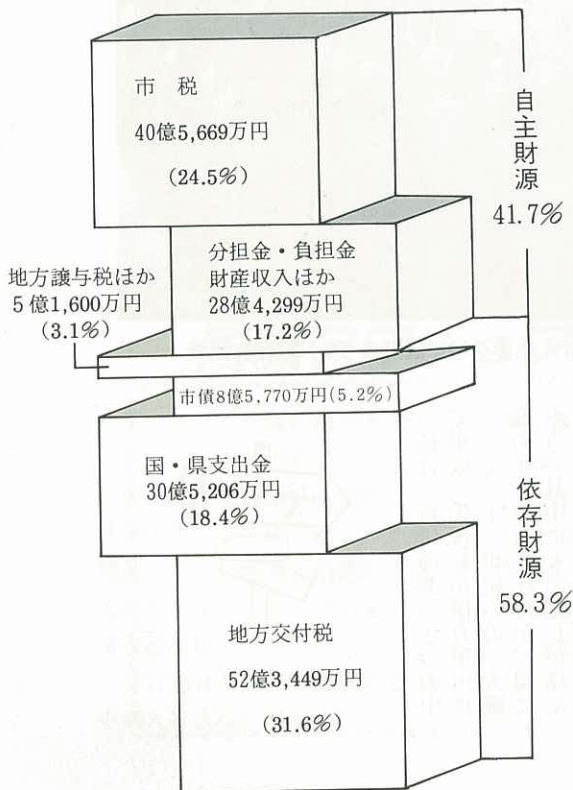 市 税
40億5,669万円
(24.5%)
自主財源
41.7%
分担金・負担金
財産収入ほか
28億4,299万円
(17.2%)
地方譲与税ほか
5億1,600万円
(3.1%)
市債8億5,770万円(5.2%)
国・県支出金
30億5,206万円
(18.4%)
依存財源
58.3%
地方交付税
52億3,449万円
(31.6%)